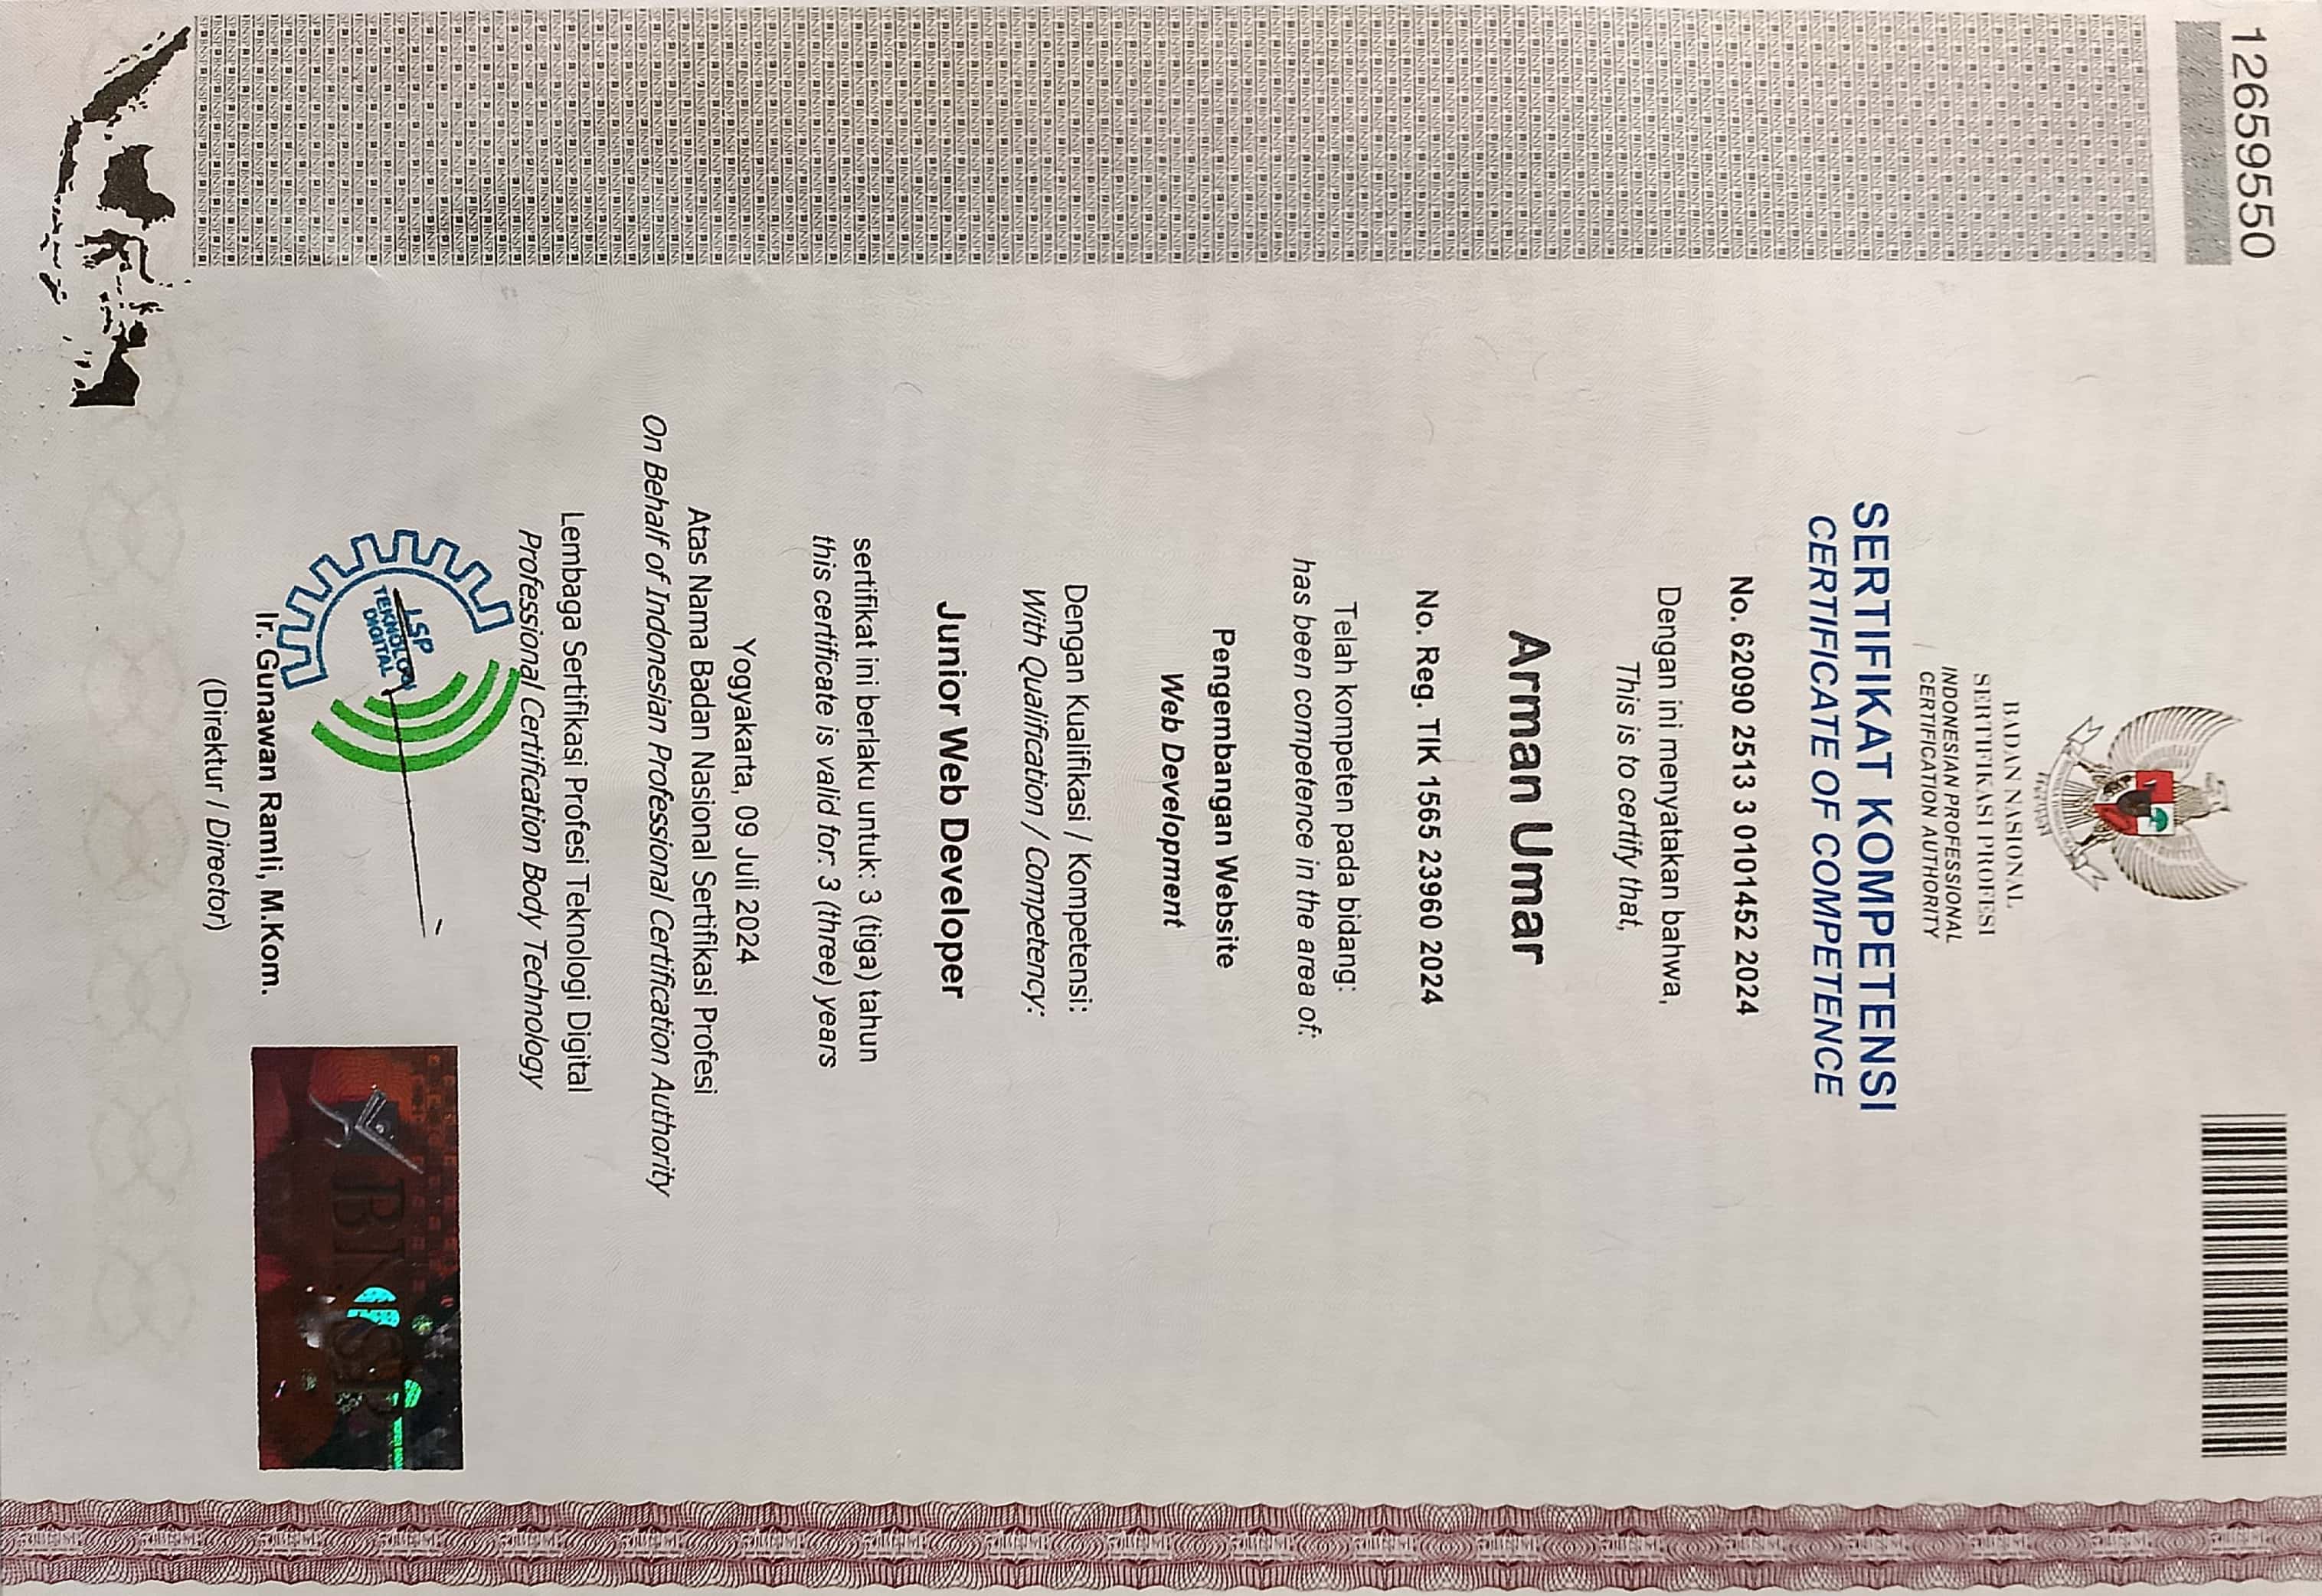 12659550
BADAN NASIONAL
SERTIFIKASI PROFESI
INDONESIAN PROFESSIONAL
CERTIFICATION AUTHORITY
SERTIFIKAT KOMPETENSI
CERTIFICATE OF COMPETENCE
No. 62090 2513 3 0101452 2024
Dengan ini menyatakan bahwa,
This is to certify that,
Arman Umar
No. Reg. TIK 1565 23960 2024
Telah kompeten pada bidang:
has been competence in the area of:
Pengembangan Website
Web Development
Dengan Kualifikasi / Kompetensi:
With Qualification / Competency:
Junior Web Developer
sertifikat ini berlaku untuk: 3 (tiga) tahun
this certificate is valid for: 3 (three) years
Yogyakarta, 09 Juli 2024
Atas Nama Badan Nasional Sertifikasi Profesi
On Behalf of Indonesian Professional Certification Authority
Lembaga Sertifikasi Profesi Teknologi Digital
Professional Certification Body Technology
LSP
TEKNOLOGI
DIGITAL
Ir. Gunawan Ramli, M.Kom.
(Direktur / Director)
BNSP